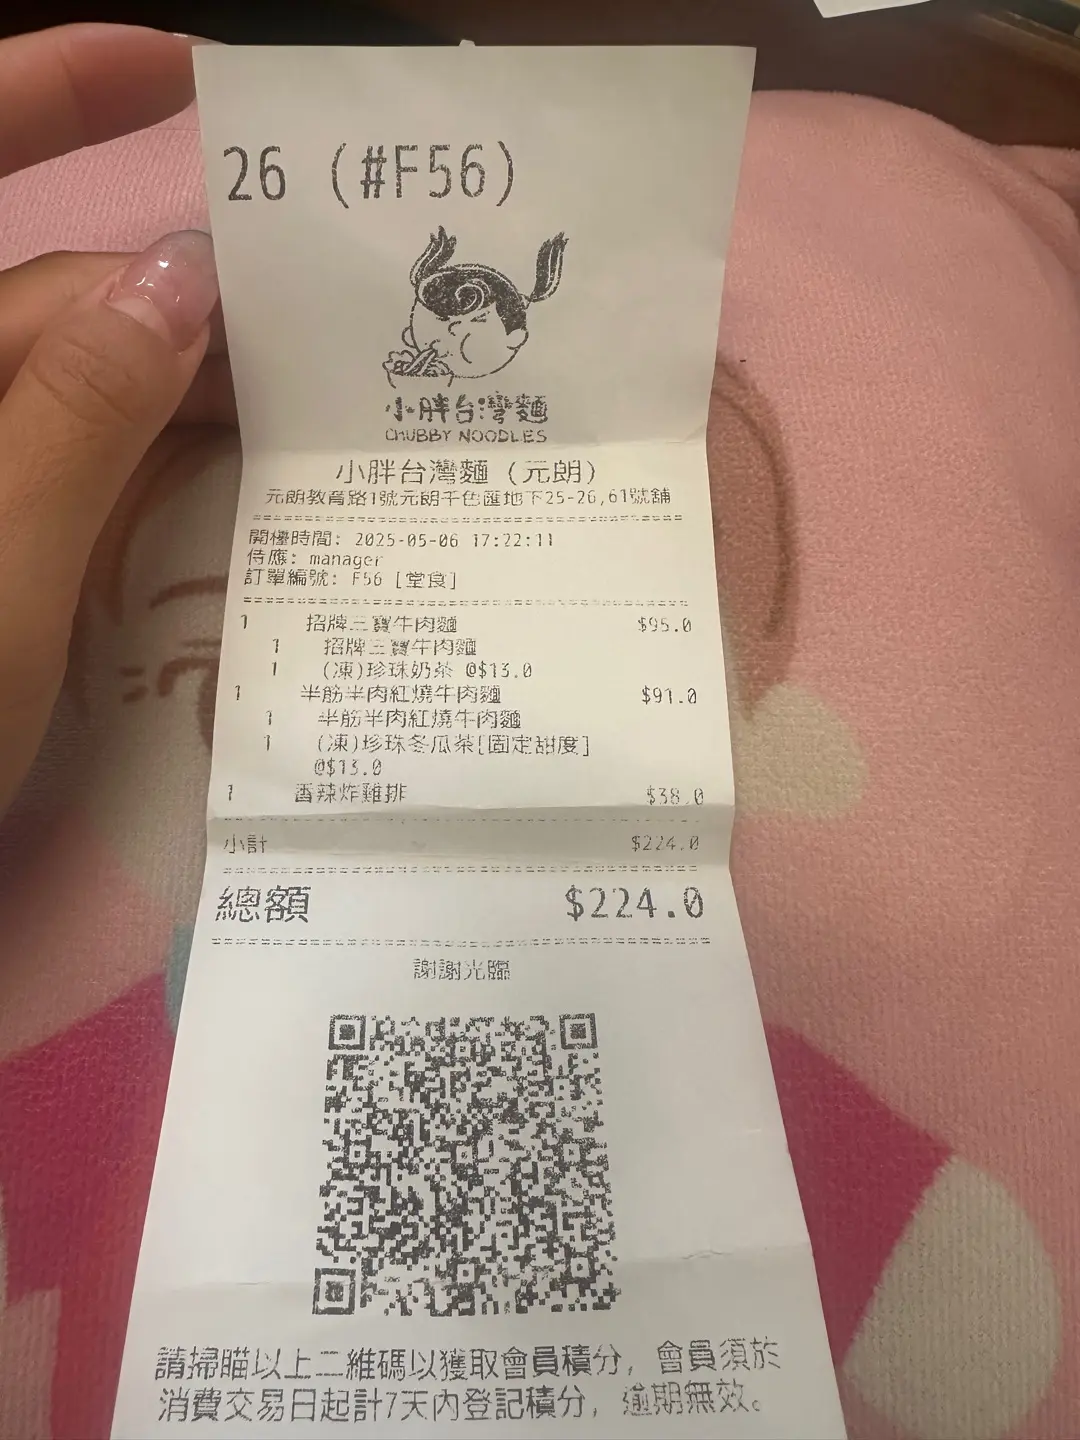 26 (#F56)
小胖台灣麵
CHUBBY NOODLES
小胖台灣麵 (元朗)
元朗教育路1號元朗千色匯地下25-26,61號舖
開檯時間: 2025-05-06 17:22:11
侍應: manager
訂單編號: F56 [堂食]
1 招牌三寶牛肉麵 $95.0
1 招牌三寶牛肉麵
1 (凍)珍珠奶茶 @$13.0
1 半筋半肉紅燒牛肉麵 $91.0
1 半筋半肉紅燒牛肉麵
1 (凍)珍珠冬瓜茶[固定甜度]
@$13.0
1 香辣炸雞排 $38.0
小計 $224.0
總額 $224.0
謝謝光臨
請掃瞄以上二維碼以獲取會員積分，會員須於
消費交易日起計7天內登記積分，逾期無效。